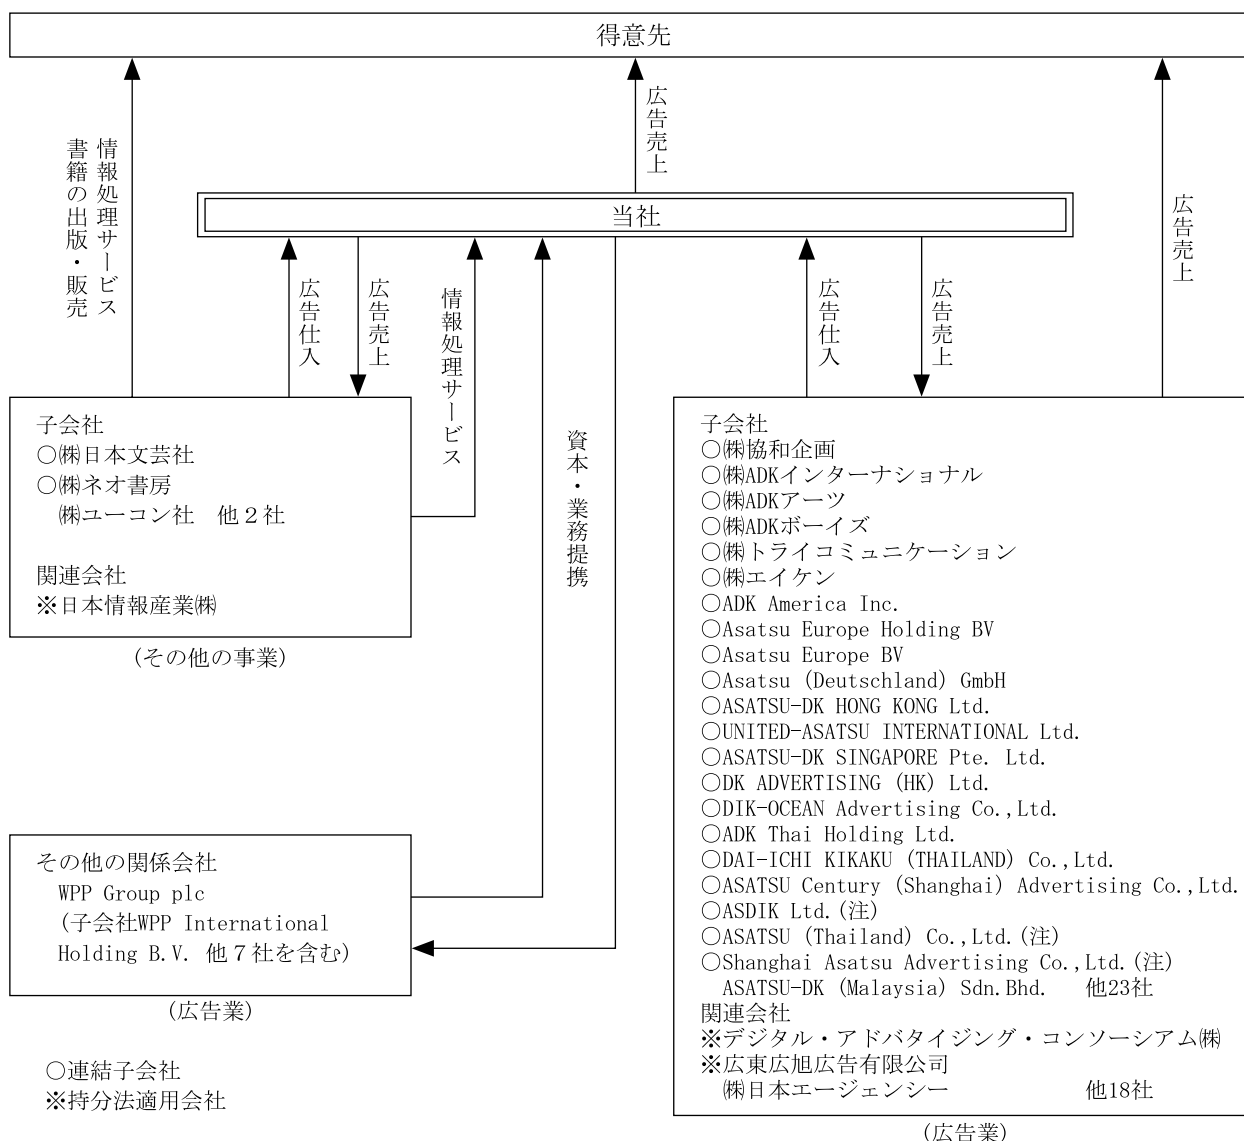 得意先
情報処理サービス
書籍の出版・販売
広告売上
広告売上
当社
広告仕入
広告売上
情報処理サービス
資本・業務提携
広告仕入
広告売上
子会社
○㈱日本文芸社
○㈱ネオ書房
㈱ユーコン社　他２社
関連会社
※日本情報産業㈱
(その他の事業)
その他の関係会社
WPP Group plc
(子会社WPP International
Holding B.V. 他７社を含む)
(広告業)
○連結子会社
※持分法適用会社
子会社
○㈱協和企画
○㈱ADKインターナショナル
○㈱ADKアーツ
○㈱ADKボーイズ
○㈱トライコミュニケーション
○㈱エイケン
○ADK America Inc.
○Asatsu Europe Holding BV
○Asatsu Europe BV
○Asatsu (Deutschland) GmbH
○ASATSU-DK HONG KONG Ltd.
○UNITED-ASATSU INTERNATIONAL Ltd.
○ASATSU-DK SINGAPORE Pte. Ltd.
○DK ADVERTISING (HK) Ltd.
○DIK-OCEAN Advertising Co.,Ltd.
○ADK Thai Holding Ltd.
○DAI-ICHI KIKAKU (THAILAND) Co.,Ltd.
○ASATSU Century (Shanghai) Advertising Co.,Ltd.
○ASDIK Ltd.(注)
○ASATSU (Thailand) Co.,Ltd.(注)
○Shanghai Asatsu Advertising Co.,Ltd.(注)
ASATSU-DK (Malaysia) Sdn.Bhd.　他23社
関連会社
※デジタル・アドバタイジング・コンソーシアム㈱
※広東広旭広告有限公司
㈱日本エージェンシー　他18社
(広告業)